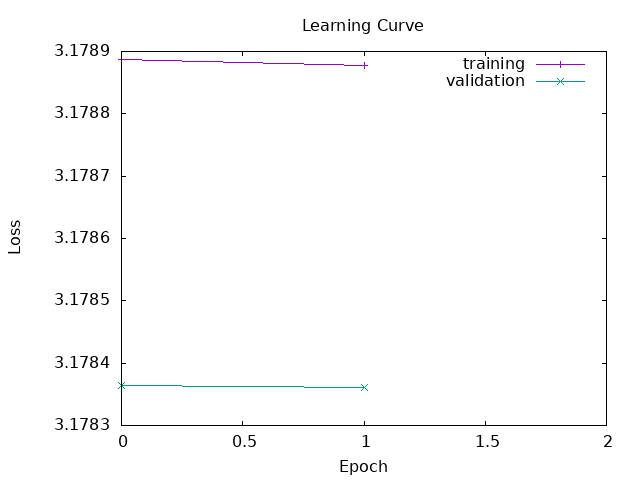 Learning Curve
3.1789
3.1788
3.1787
3.1786
3.1785
3.1784
3.1783
Loss
training
validation
0 0.5 1 1.5 2
Epoch